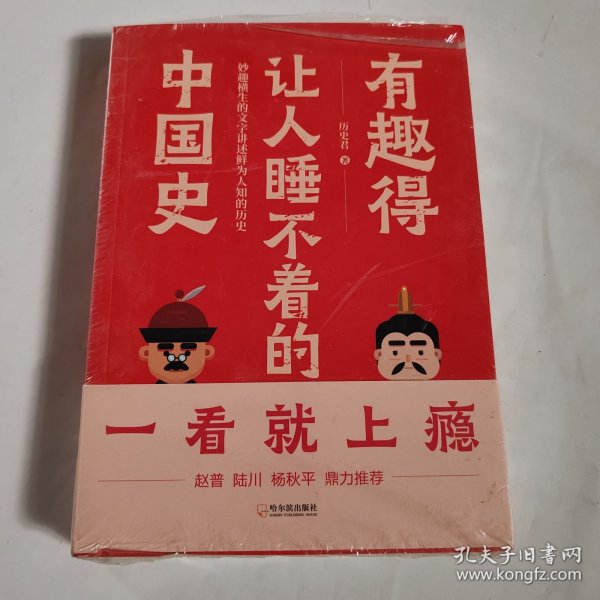 有趣得
历史君 著
让人睡不着的
妙趣横生的文字讲述鲜为人知的历史
中国史
一看就上瘾
赵普 陆川 杨秋平 鼎力推荐
哈尔滨出版社
HARBIN PUBLISHING HOUSE
孔夫子旧书网
www.kongfz.com